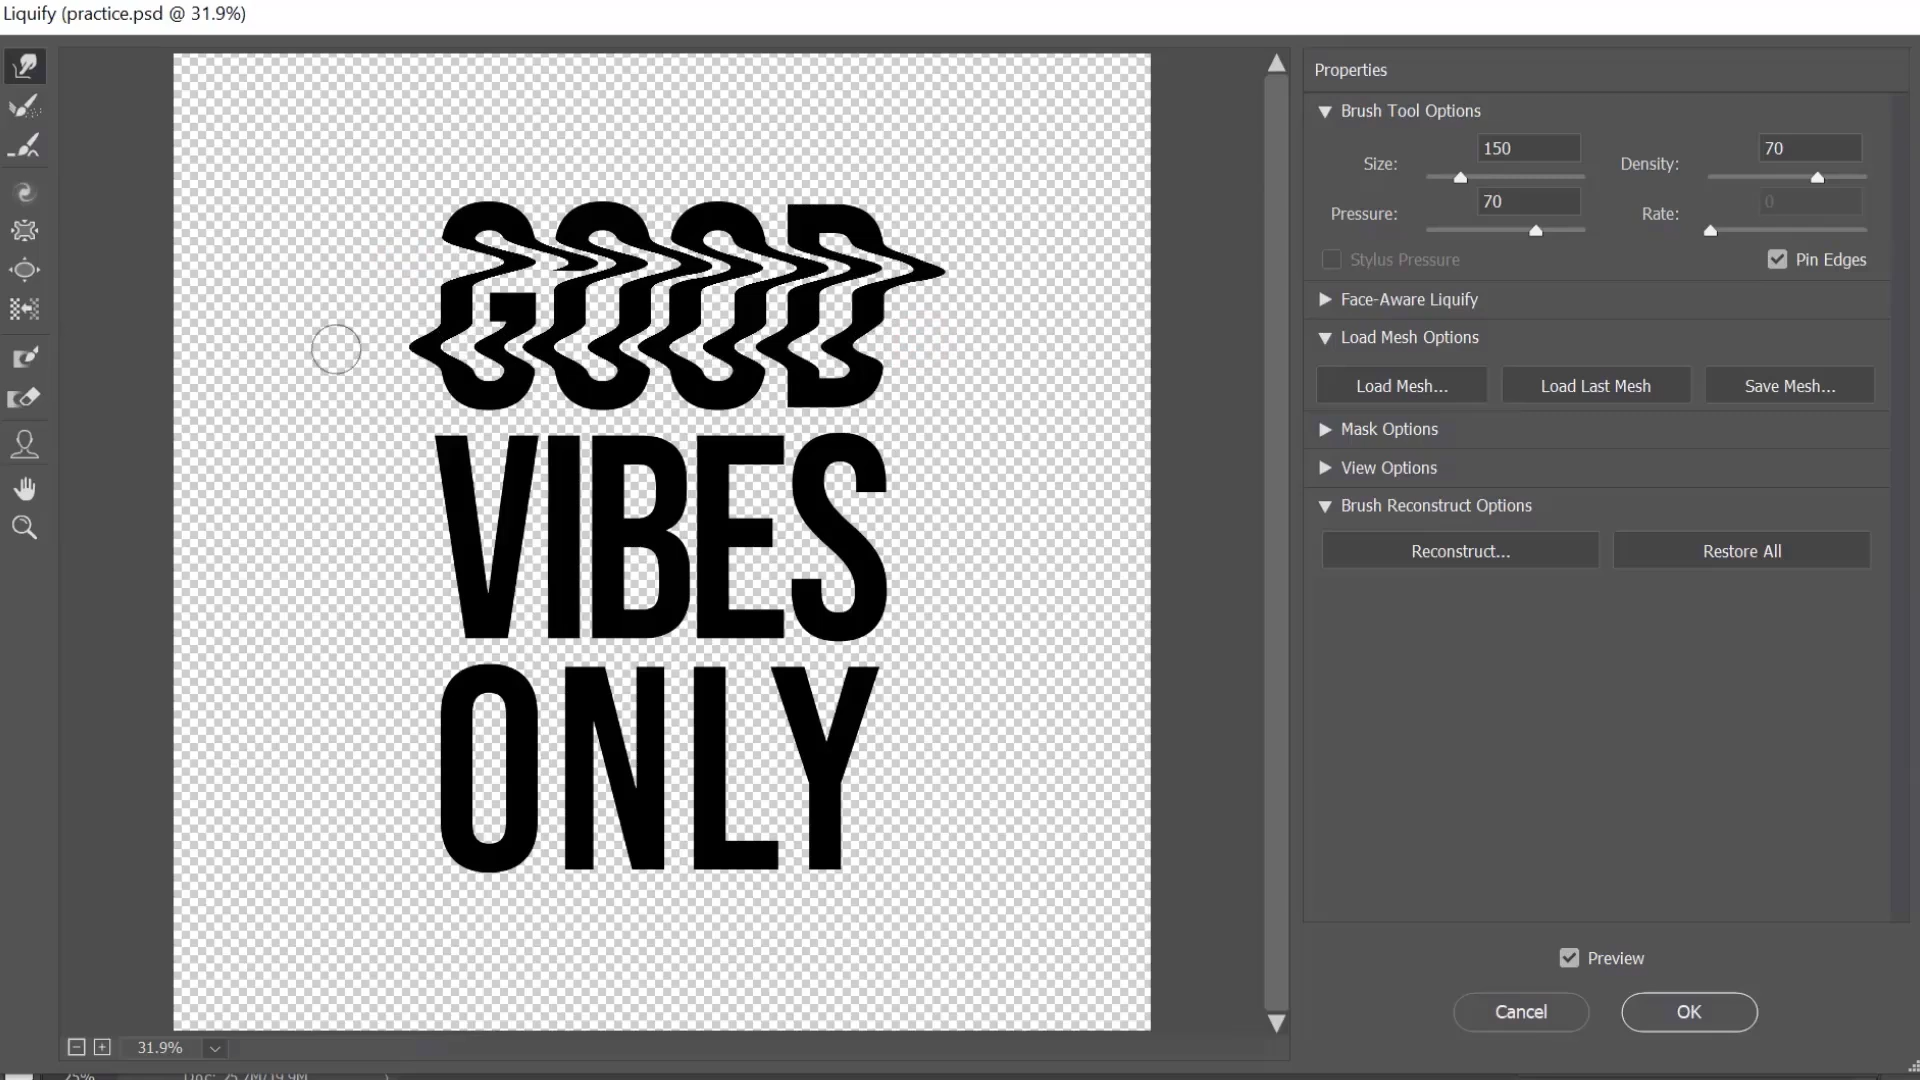 Liquify (practice.psd @ 31.9%)
GOOD
VIBES
ONLY
31.9%
25%
Properties
Brush Tool Options
Size: 150
Density: 70
Pressure: 70
Rate: 0
Stylus Pressure
Pin Edges
Face-Aware Liquify
Load Mesh Options
Load Mesh...
Load Last Mesh
Save Mesh...
Mask Options
View Options
Brush Reconstruct Options
Reconstruct...
Restore All
Preview
Cancel
OK